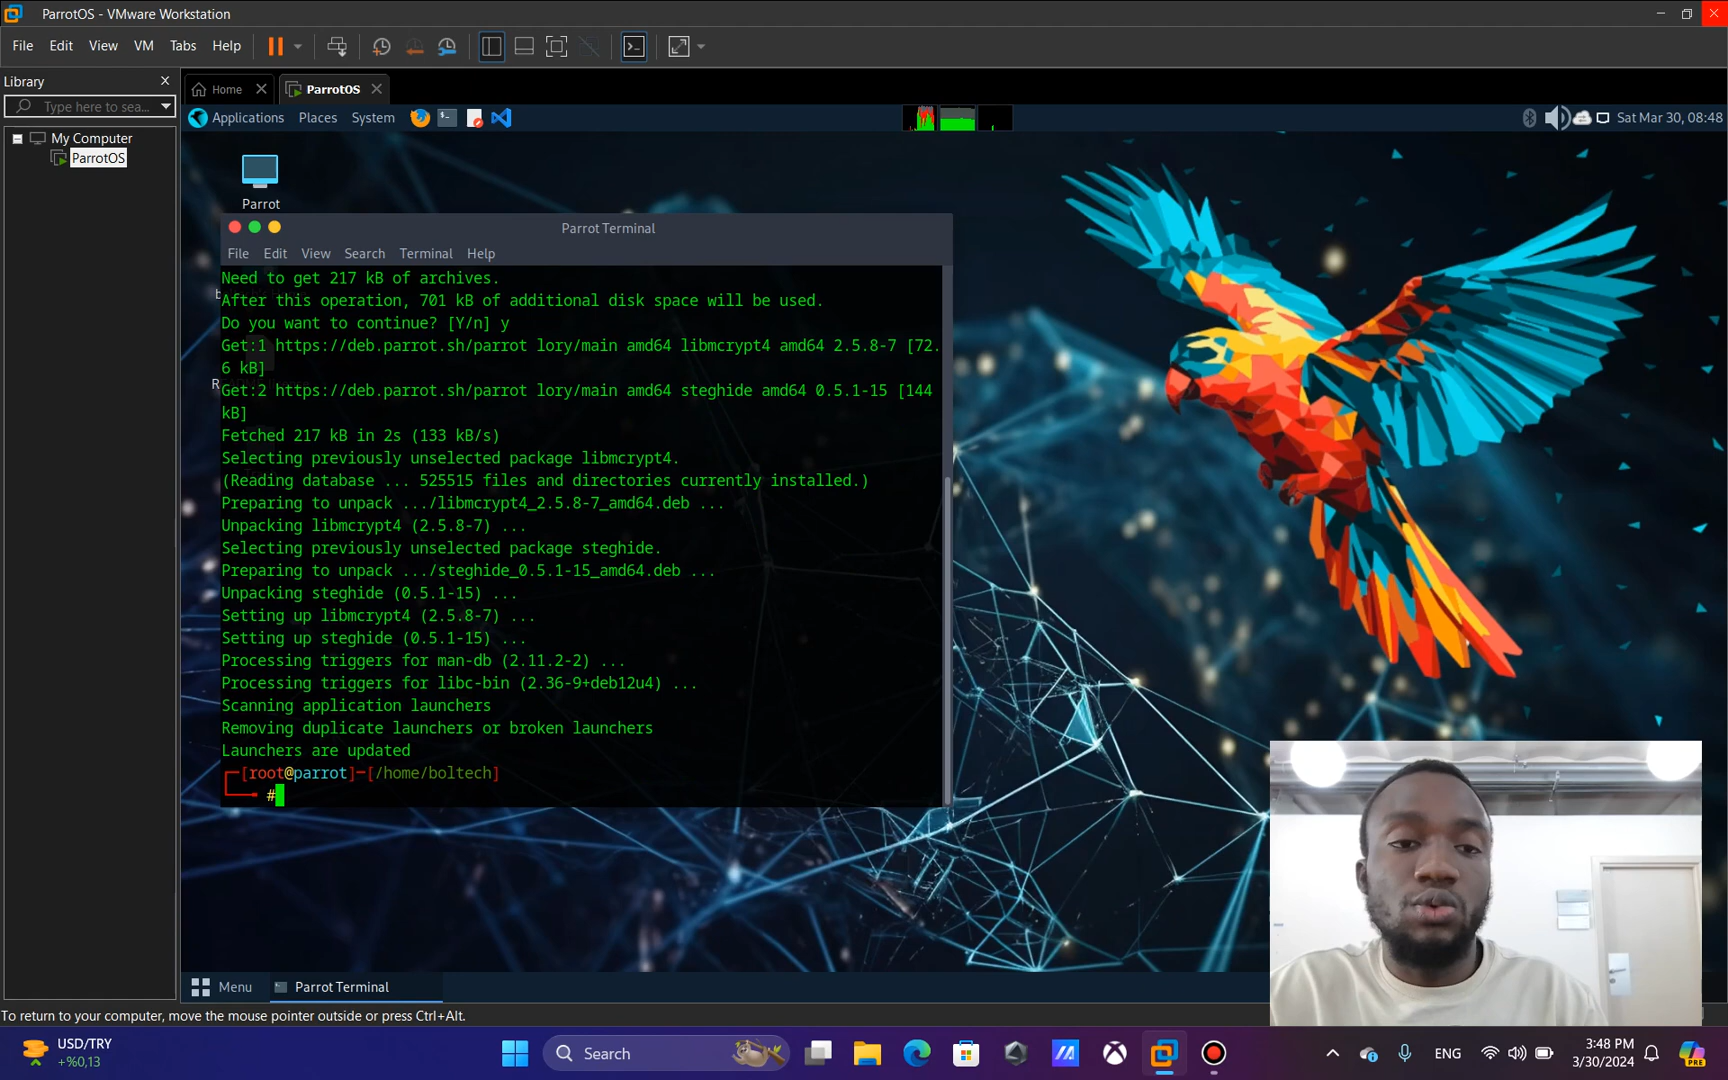 ParrotOS - VMware Workstation
File Edit View VM Tabs Help
Library
Type here to sea...
My Computer
ParrotOS
Home
ParrotOS
Applications Places System
Sat Mar 30, 08:48
Parrot
Parrot Terminal
File Edit View Search Terminal Help
Need to get 217 kB of archives.
After this operation, 701 kB of additional disk space will be used.
Do you want to continue? [Y/n] y
Get:1 https://deb.parrot.sh/parrot lory/main amd64 libmcrypt4 amd64 2.5.8-7 [72.
6 kB]
Get:2 https://deb.parrot.sh/parrot lory/main amd64 steghide amd64 0.5.1-15 [144
kB]
Fetched 217 kB in 2s (133 kB/s)
Selecting previously unselected package libmcrypt4.
(Reading database ... 525515 files and directories currently installed.)
Preparing to unpack .../libmcrypt4_2.5.8-7_amd64.deb ...
Unpacking libmcrypt4 (2.5.8-7) ...
Selecting previously unselected package steghide.
Preparing to unpack .../steghide_0.5.1-15_amd64.deb ...
Unpacking steghide (0.5.1-15) ...
Setting up libmcrypt4 (2.5.8-7) ...
Setting up steghide (0.5.1-15) ...
Processing triggers for man-db (2.11.2-2) ...
Processing triggers for libc-bin (2.36-9+deb12u4) ...
Scanning application launchers
Removing duplicate launchers or broken launchers
Launchers are updated
┌─[root@parrot]─[/home/boltech]
└──╼ #
Menu
Parrot Terminal
To return to your computer, move the mouse pointer outside or press Ctrl+Alt.
USD/TRY
+%0,13
Search
ENG
3:48 PM
3/30/2024
PRE